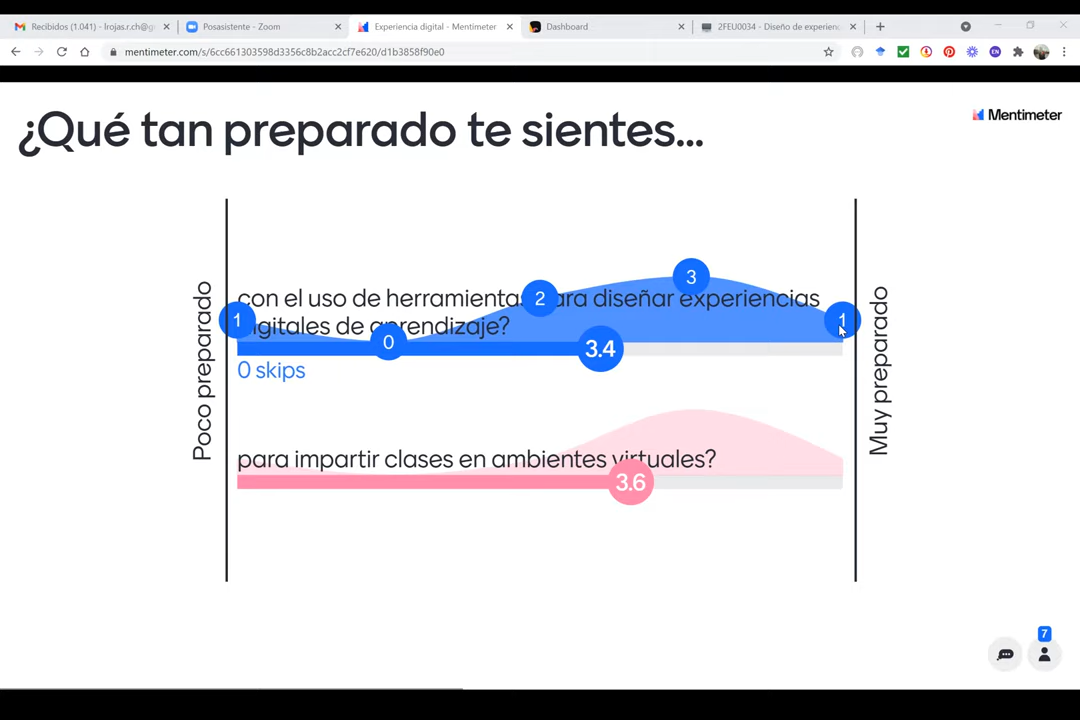 Recibidos (1.041) - lrojas.r.ch@g
Posasistente - Zoom
Experiencia digital - Mentimeter
Dashboard
2FEU0034 - Diseño de experienc
mentimeter.com/s/6cc661303598d3356c8b2acc2cf7e620/d1b3858f90e0
EN
¿Qué tan preparado te sientes...
Mentimeter
Poco preparado
Muy preparado
3
con el uso de herramientas para diseñar experiencias
2
1
1
digitales de aprendizaje?
0
3.4
0 skips
para impartir clases en ambientes virtuales?
3.6
7